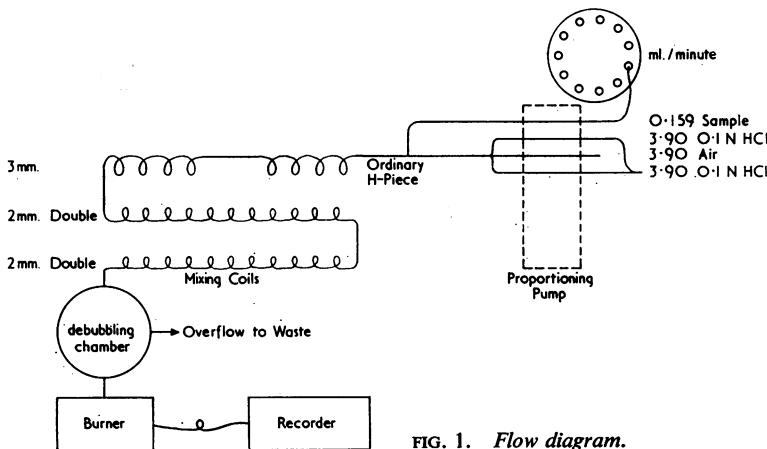 ml./minute
0·159 Sample
3·90 0·1 N HCl
3·90 Air
3·90 .0·1 N HCl
Ordinary
H-Piece
3mm.
2mm. Double
2mm. Double
Mixing Coils
Proportioning
Pump
debubbling
chamber
Overflow to Waste
Burner
Recorder
FIG. 1. Flow diagram.